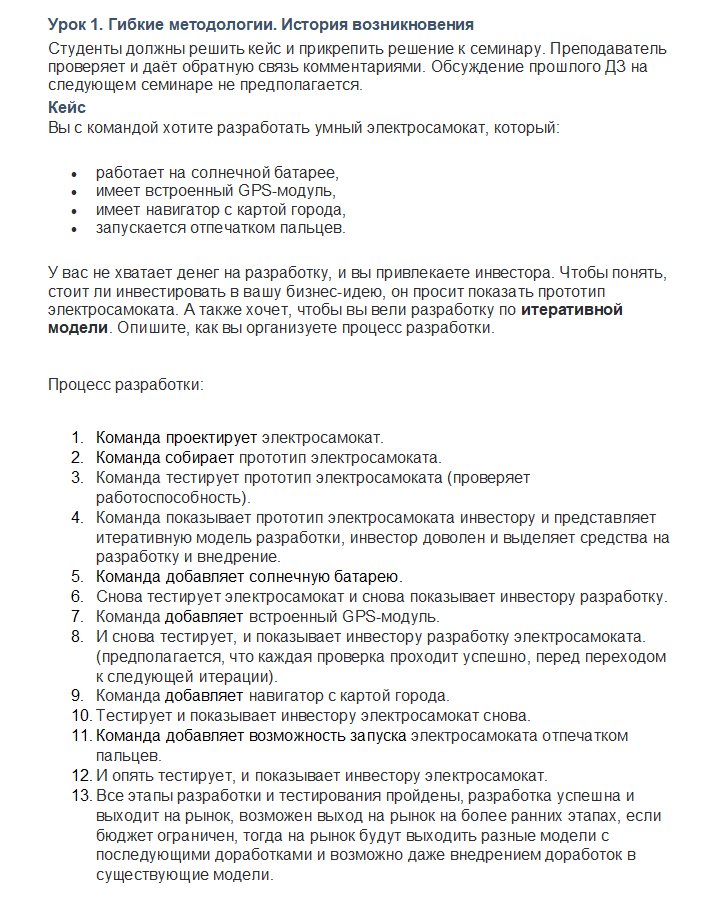 Урок 1. Гибкие методологии. История возникновения
Студенты должны решить кейс и прикрепить решение к семинару. Преподаватель
проверяет и даёт обратную связь комментариями. Обсуждение прошлого ДЗ на
следующем семинаре не предполагается.
Кейс
Вы с командой хотите разработать умный электросамокат, который:
• работает на солнечной батарее,
• имеет встроенный GPS-модуль,
• имеет навигатор с картой города,
• запускается отпечатком пальцев.
У вас не хватает денег на разработку, и вы привлекаете инвестора. Чтобы понять,
стоит ли инвестировать в вашу бизнес-идею, он просит показать прототип
электросамоката. А также хочет, чтобы вы вели разработку по итеративной
модели. Опишите, как вы организуете процесс разработки.
Процесс разработки:
1. Команда проектирует электросамокат.
2. Команда собирает прототип электросамоката.
3. Команда тестирует прототип электросамоката (проверяет
работоспособность).
4. Команда показывает прототип электросамоката инвестору и представляет
итеративную модель разработки, инвестор доволен и выделяет средства на
разработку и внедрение.
5. Команда добавляет солнечную батарею.
6. Снова тестирует электросамокат и снова показывает инвестору разработку.
7. Команда добавляет встроенный GPS-модуль.
8. И снова тестирует, и показывает инвестору разработку электросамоката.
(предполагается, что каждая проверка проходит успешно, перед переходом
к следующей итерации).
9. Команда добавляет навигатор с картой города.
10. Тестирует и показывает инвестору электросамокат снова.
11. Команда добавляет возможность запуска электросамоката отпечатком
пальцев.
12. И опять тестирует, и показывает инвестору электросамокат.
13. Все этапы разработки и тестирования пройдены, разработка успешна и
выходит на рынок, возможен выход на рынок на более ранних этапах, если
бюджет ограничен, тогда на рынок будут выходить разные модели с
последующими доработками и возможно даже внедрением доработок в
существующие модели.